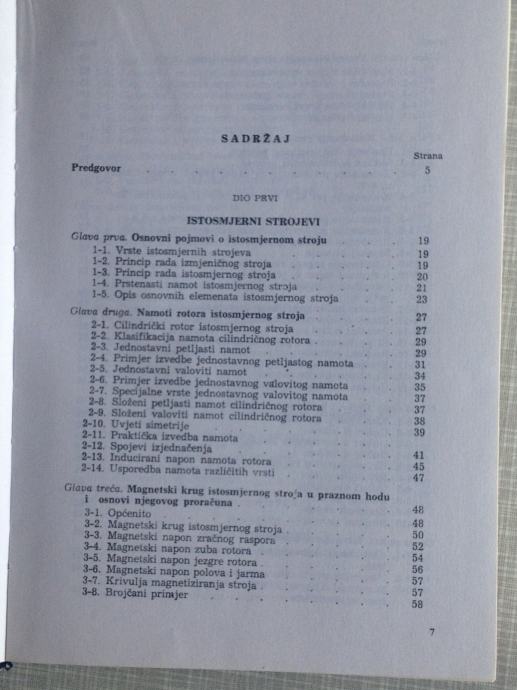 SADRŽAJ
Strana
Predgovor . . . . . . . . . . 5
DIO PRVI
ISTOSMJERNI STROJEVI
Glava prva. Osnovni pojmovi o istosmjernom stroju . . . . 19
1-1. Vrste istosmjernih strojeva . . . . . . 19
1-2. Princip rada izmjeničnog stroja . . . . . 19
1-3. Princip rada istosmjernog stroja . . . . . 20
1-4. Prstenasti namot istosmjernog stroja . . . . 21
1-5. Opis osnovnih elemenata istosmjernog stroja . . . 23
Glava druga. Namoti rotora istosmjernog stroja . . . . 27
2-1. Cilindrički rotor istosmjernog stroja . . . . 27
2-2. Klasifikacija namota cilindričnog rotora . . . . 29
2-3. Jednostavni petljasti namot . . . . . 29
2-4. Primjer izvedbe jednostavnog petljastog namota . . . 31
2-5. Jednostavni valoviti namot . . . . . 34
2-6. Primjer izvedbe jednostavnog valovitog namota . . . 35
2-7. Specijalne vrste jednostavnog valovitog namota . . . 37
2-8. Složeni petljasti namot cilindričnog rotora . . . . 37
2-9. Složeni valoviti namot cilindričnog rotora . . . . 38
2-10. Uvjeti simetrije . . . . . . . 39
2-11. Praktička izvedba namota . . . . .
2-12. Spojevi izjednačenja . . . . . . 41
2-13. Inducirani napon namota rotora . . . . . 45
2-14. Usporedba namota različitih vrsti . . . . . 47
Glava treća. Magnetski krug istosmjernog stroja u praznom hodu
i osnovi njegovog proračuna . . . . . . 48
3-1. Općenito . . . . . . . . 48
3-2. Magnetski krug istosmjernog stroja . . . . . 50
3-3. Magnetski napon zračnog raspora . . . . . 52
3-4. Magnetski napon zuba rotora . . . . . 54
3-5. Magnetski napon jezgre rotora . . . . . 56
3-6. Magnetski napon polova i jarma . . . . . 57
3-7. Krivulja magnetiziranja stroja . . . . . 57
3-8. Brojčani primjer . . . . . . . 58
7